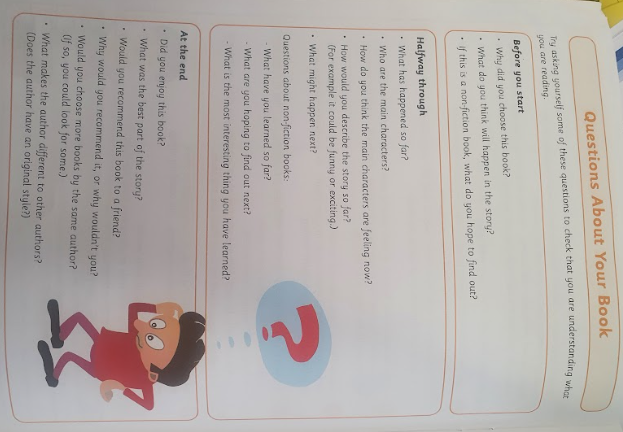 Questions About Your Book
Try asking yourself some of these questions to check that you are understanding what
you are reading.
Before you start
• Why did you choose this book?
• What do you think will happen in the story?
• If this is a non-fiction book, what do you hope to find out?
Halfway through
• What has happened so far?
• Who are the main characters?
• How do you think the main characters are feeling now?
• How would you describe the story so far?
(For example it could be funny or exciting.)
• What might happen next?
Questions about non-fiction books:
- What have you learned so far?
- What are you hoping to find out next?
- What is the most interesting thing you have learned?
?
At the end
• Did you enjoy this book?
• What was the best part of the story?
• Would you recommend this book to a friend?
• Why would you recommend it, or why wouldn't you?
• Would you choose more books by the same author?
(If so, you could look for some.)
• What makes the author different to other authors?
(Does the author have an original style?)